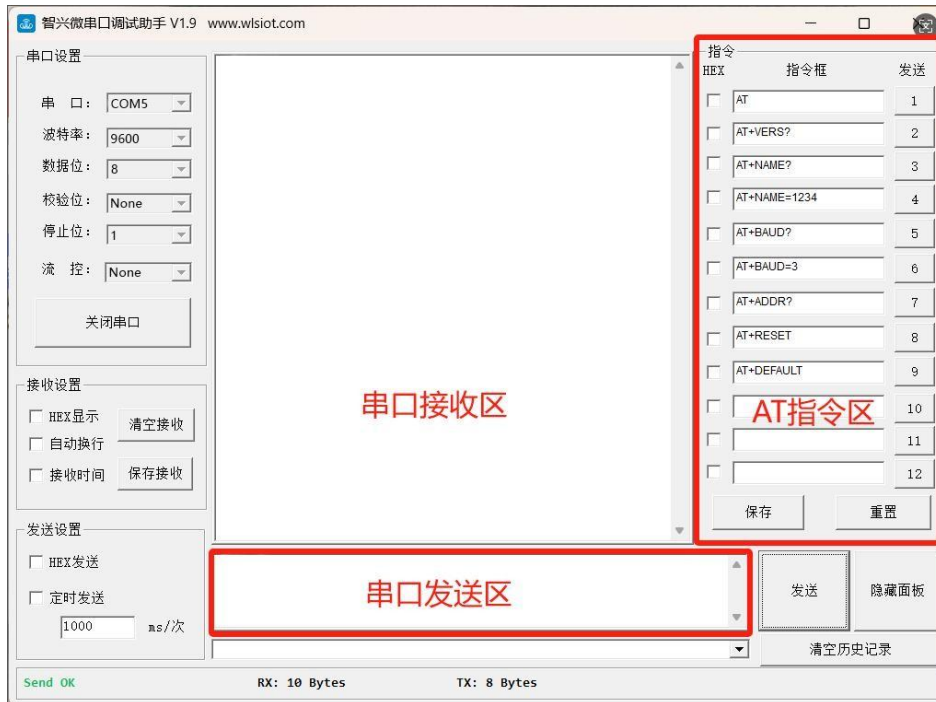 智兴微串口调试助手 V1.9 www.wlsiot.com
串口设置
串 口： COM5
波特率： 9600
数据位： 8
校验位： None
停止位： 1
流 控： None
关闭串口
接收设置
HEX显示
清空接收
自动换行
接收时间
保存接收
发送设置
HEX发送
定时发送
1000 ms/次
串口接收区
串口发送区
指令
HEX 指令框 发送
AT 1
AT+VERS? 2
AT+NAME? 3
AT+NAME=1234 4
AT+BAUD? 5
AT+BAUD=3 6
AT+ADDR? 7
AT+RESET 8
AT+DEFAULT 9
AT指令区 10
11
12
保存 重置
发送 隐藏面板
清空历史记录
Send OK RX: 10 Bytes TX: 8 Bytes